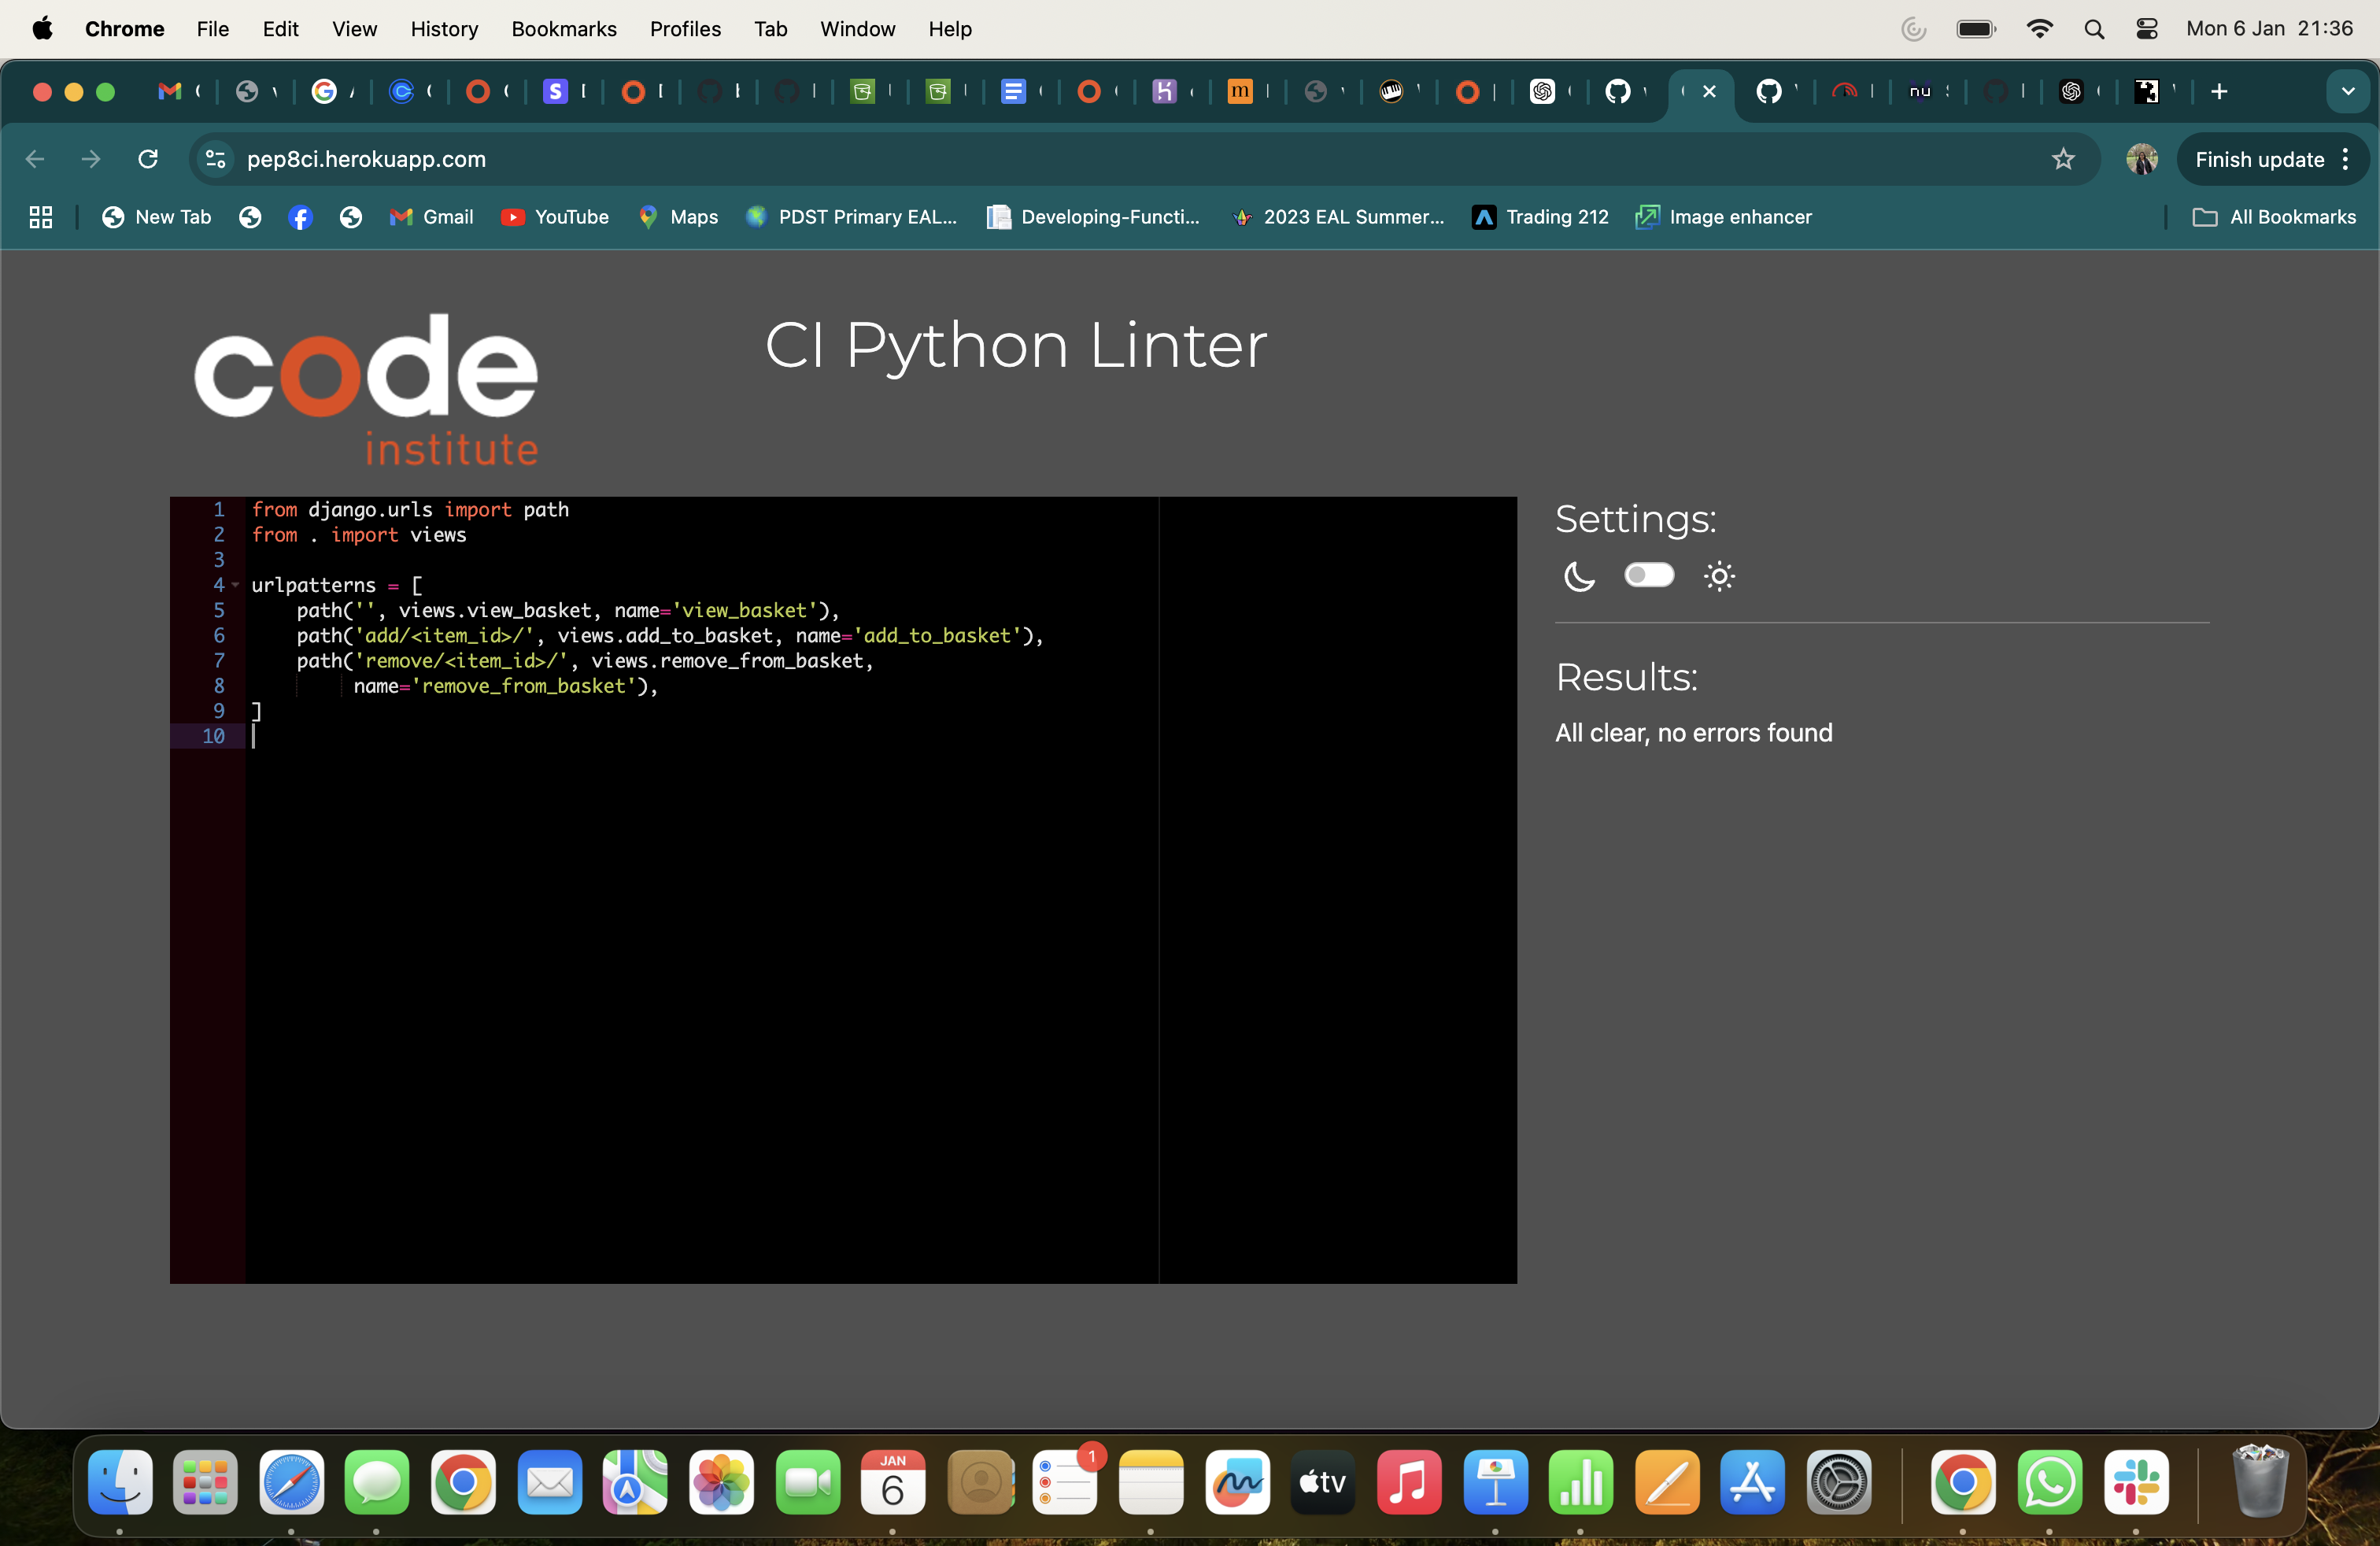 Chrome File Edit View History Bookmarks Profiles Tab Window Help Mon 6 Jan 21:36
pep8ci.herokuapp.com Finish update
New Tab Gmail YouTube Maps PDST Primary EAL... Developing-Functi... 2023 EAL Summer... Trading 212 Image enhancer All Bookmarks
code
institute
CI Python Linter
1 from django.urls import path
2 from . import views
3
4 urlpatterns = [
5 path('', views.view_basket, name='view_basket'),
6 path('add/<item_id>/', views.add_to_basket, name='add_to_basket'),
7 path('remove/<item_id>/', views.remove_from_basket,
8 name='remove_from_basket'),
9 ]
10
Settings:
Results:
All clear, no errors found
JAN
6
1
tv